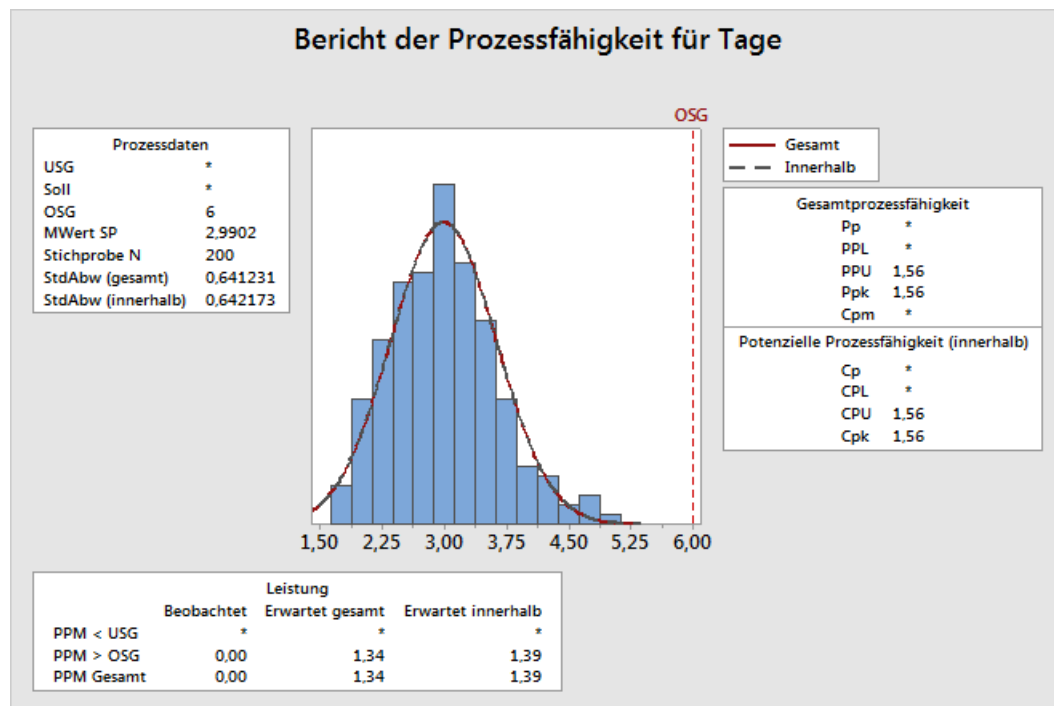 Bericht der Prozessfähigkeit für Tage
OSG
Prozessdaten
USG *
Soll *
OSG 6
MWert SP 2,9902
Stichprobe N 200
StdAbw (gesamt) 0,641231
StdAbw (innerhalb) 0,642173
Gesamt
Innerhalb
Gesamtprozessfähigkeit
Pp *
PPL *
PPU 1,56
Ppk 1,56
Cpm *
Potenzielle Prozessfähigkeit (innerhalb)
Cp *
CPL *
CPU 1,56
Cpk 1,56
1,50 2,25 3,00 3,75 4,50 5,25 6,00
Leistung
Beobachtet Erwartet gesamt Erwartet innerhalb
PPM < USG * * *
PPM > OSG 0,00 1,34 1,39
PPM Gesamt 0,00 1,34 1,39